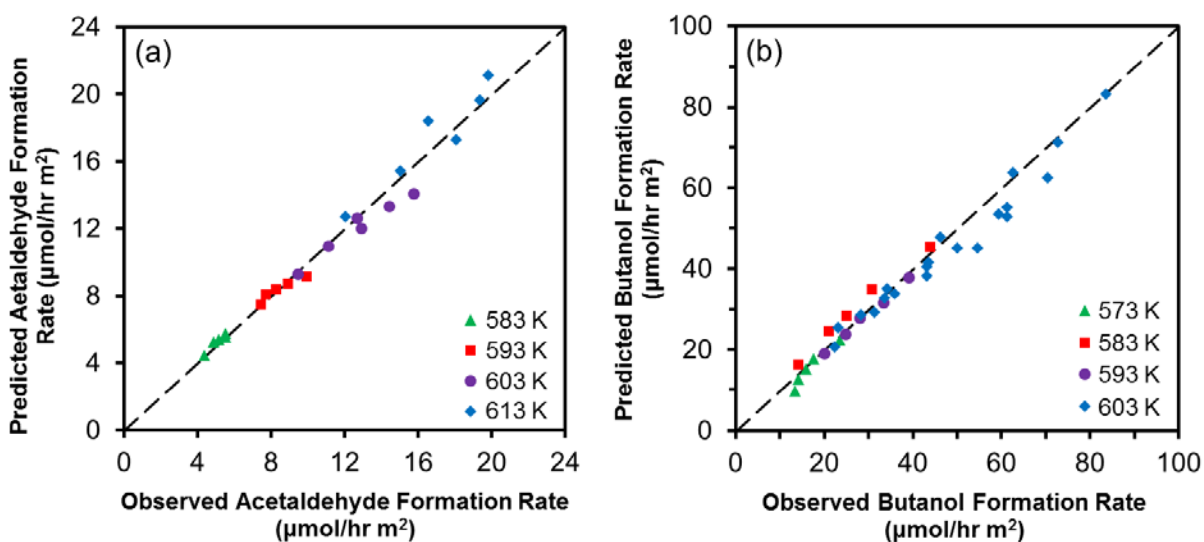 (a)
Predicted Aetaldehyde Formation
Rate (μmol/hr m²)
24
20
16
12
8
4
0
583 K
593 K
603 K
613 K
0 4 8 12 16 20 24
Observed Acetaldehyde Formation Rate
(μmol/hr m²)
(b)
Predicted Butanol Formation Rate
(μmol/hr m²)
100
80
60
40
20
0
573 K
583 K
593 K
603 K
0 20 40 60 80 100
Observed Butanol Formation Rate
(μmol/hr m²)